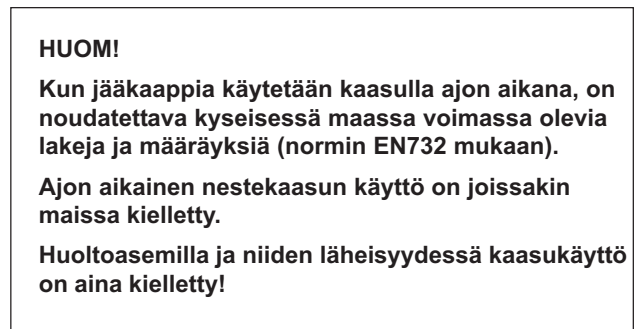 HUOM!
Kun jääkaappia käytetään kaasulla ajon aikana, on
noudatettava kyseisessä maassa voimassa olevia
lakeja ja määräyksiä (normin EN732 mukaan).
Ajon aikainen nestekaasun käyttö on joissakin
maissa kielletty.
Huoltoasemilla ja niiden läheisyydessä kaasukäyttö
on aina kielletty!